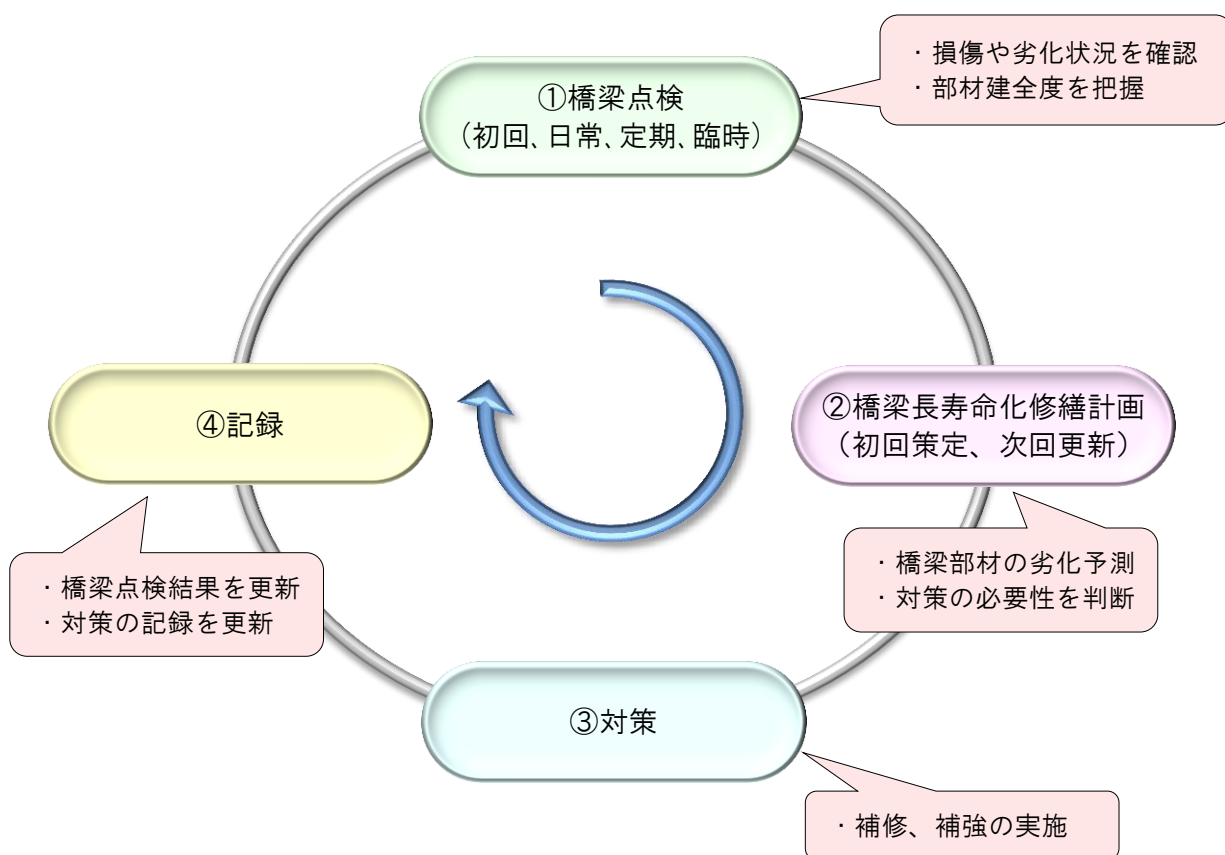 ①橋梁点検
（初回、日常、定期、臨時）
・損傷や劣化状況を確認
・部材建全度を把握
②橋梁長寿命化修繕計画
（初回策定、次回更新）
・橋梁部材の劣化予測
・対策の必要性を判断
③対策
・補修、補強の実施
④記録
・橋梁点検結果を更新
・対策の記録を更新